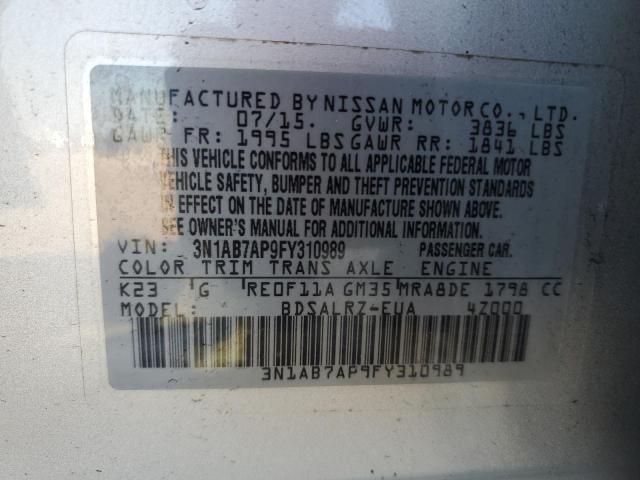 MANUFACTURED BY NISSAN MOTOR CO., LTD.
DATE: 07/15. GVWR: 3836 LBS
GAWR FR: 1995 LBS GAWR RR: 1841 LBS
THIS VEHICLE CONFORMS TO ALL APPLICABLE FEDERAL MOTOR
VEHICLE SAFETY, BUMPER AND THEFT PREVENTION STANDARDS
IN EFFECT ON THE DATE OF MANUFACTURE SHOWN ABOVE.
SEE OWNER'S MANUAL FOR ADDITIONAL INFORMATION.
VIN: 3N1AB7AP9FY310989 PASSENGER CAR.
COLOR TRIM TRANS AXLE ENGINE
K23 G RE0F11A GM35 MRA8DE 1798 CC
MODEL: BDSALRZ-EUA 4Z000
3N1AB7AP9FY310989